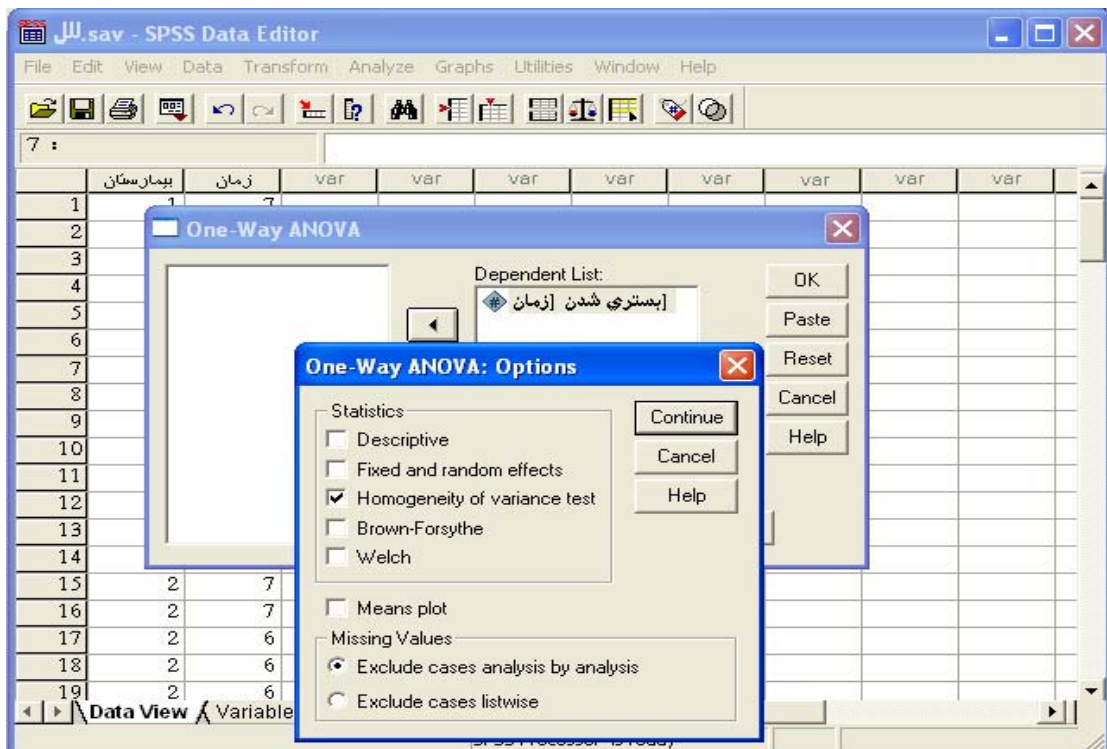 لل.sav - SPSS Data Editor
File Edit View Data Transform Analyze Graphs Utilities Window Help
7 :
بیمارستان زمان var var var var var var var var
1 1 7
2
3
4
5
6
7
8
9
10
11
12
13
14
15 2 7
16 2 7
17 2 6
18 2 6
19 2 6
Data View Variable
One-Way ANOVA
Dependent List:
بستري شدن [زمان]
OK
Paste
Reset
Cancel
Help
One-Way ANOVA: Options
Statistics
Descriptive
Fixed and random effects
Homogeneity of variance test
Brown-Forsythe
Welch
Means plot
Missing Values
Exclude cases analysis by analysis
Exclude cases listwise
Continue
Cancel
Help